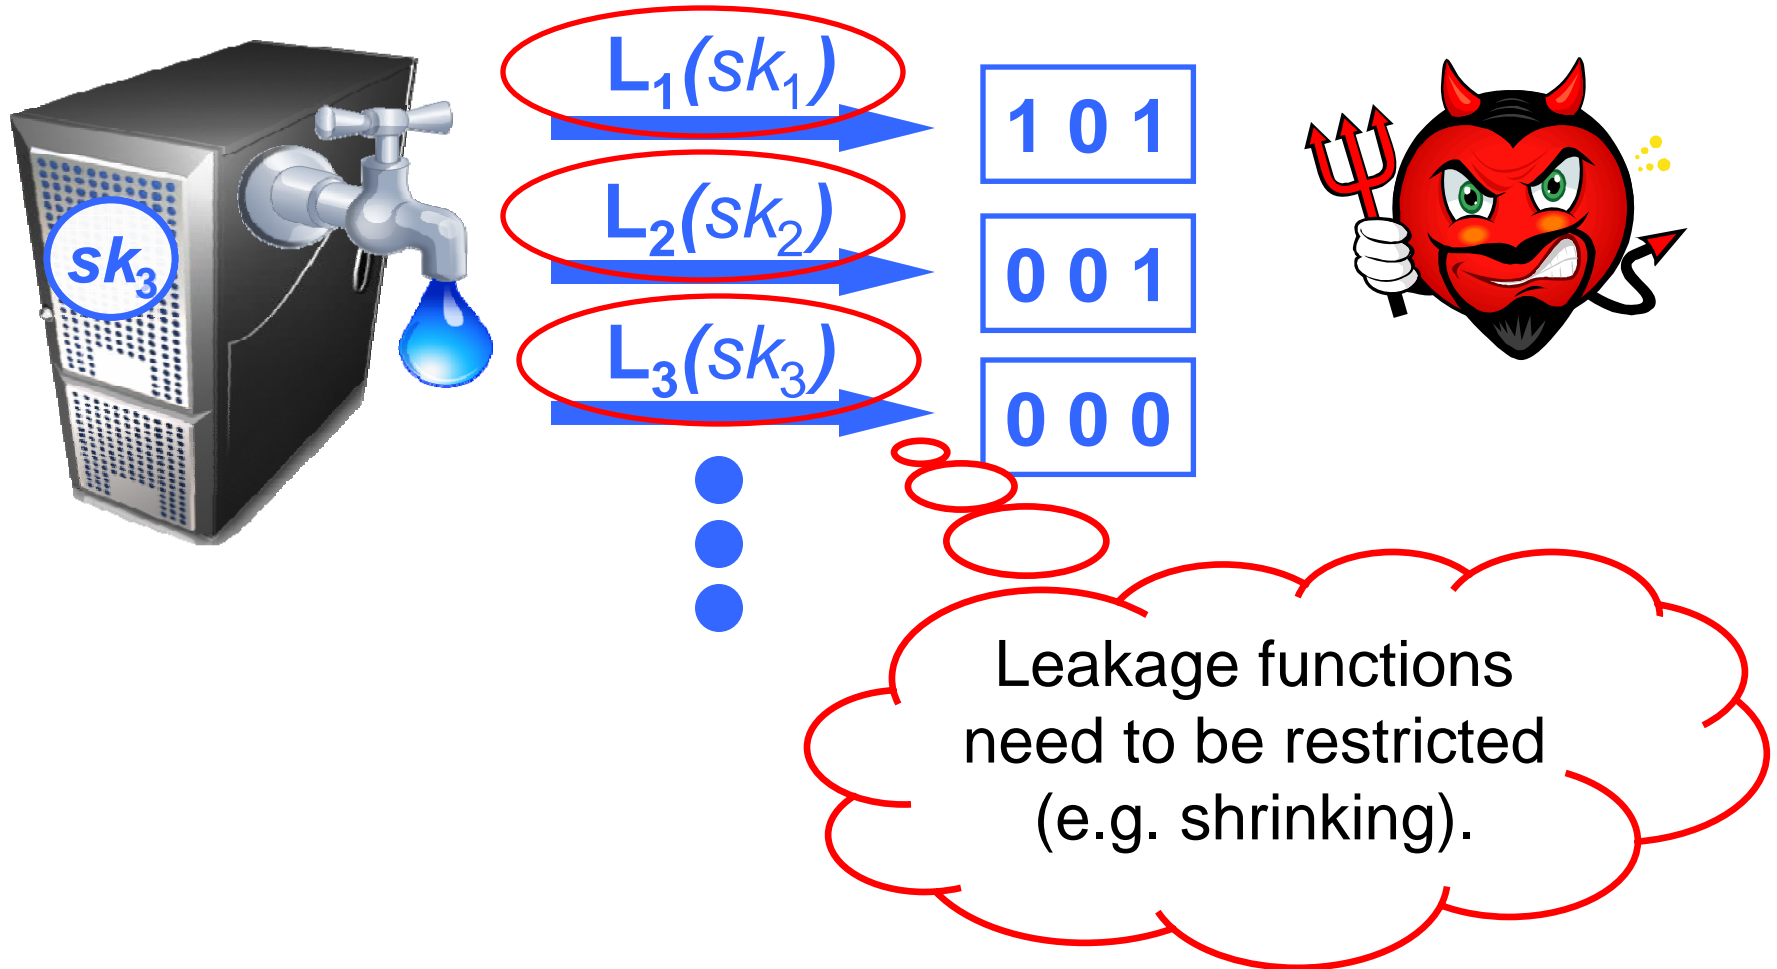 L₁(sk₁)
1 0 1
L₂(sk₂)
0 0 1
sk₃
L₃(sk₃)
0 0 0
Leakage functions
need to be restricted
(e.g. shrinking).